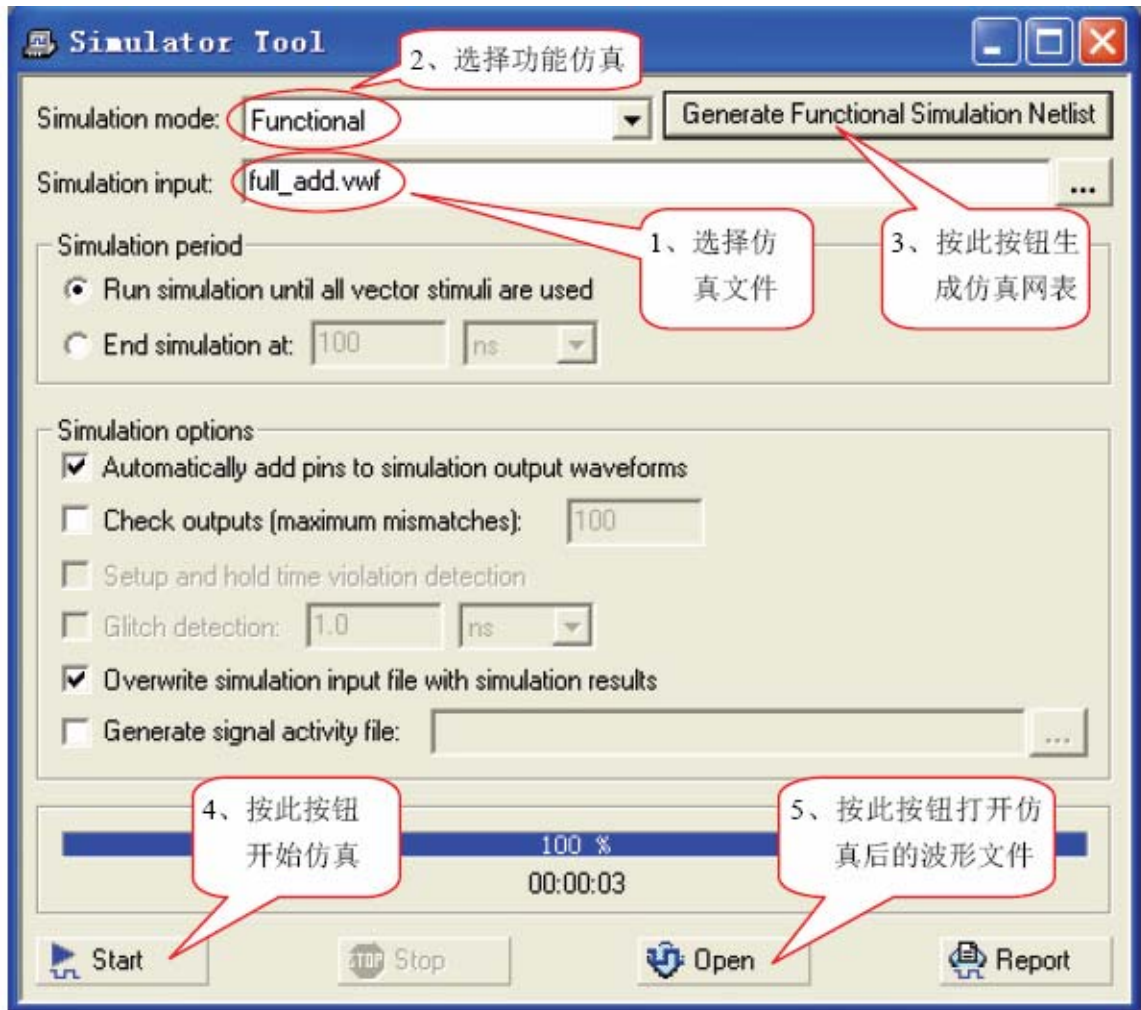 Simulator Tool
2、选择功能仿真
Simulation mode: Functional
Generate Functional Simulation Netlist
Simulation input: full_add.vwf
...
1、选择仿
真文件
3、按此按钮生
成仿真网表
Simulation period
Run simulation until all vector stimuli are used
End simulation at: 100 ns
Simulation options
Automatically add pins to simulation output waveforms
Check outputs (maximum mismatches): 100
Setup and hold time violation detection
Glitch detection: 1.0 ns
Overwrite simulation input file with simulation results
Generate signal activity file: ...
4、按此按钮
开始仿真
5、按此按钮打开仿
真后的波形文件
100 %
00:00:03
Start
STOP Stop
Open
Report